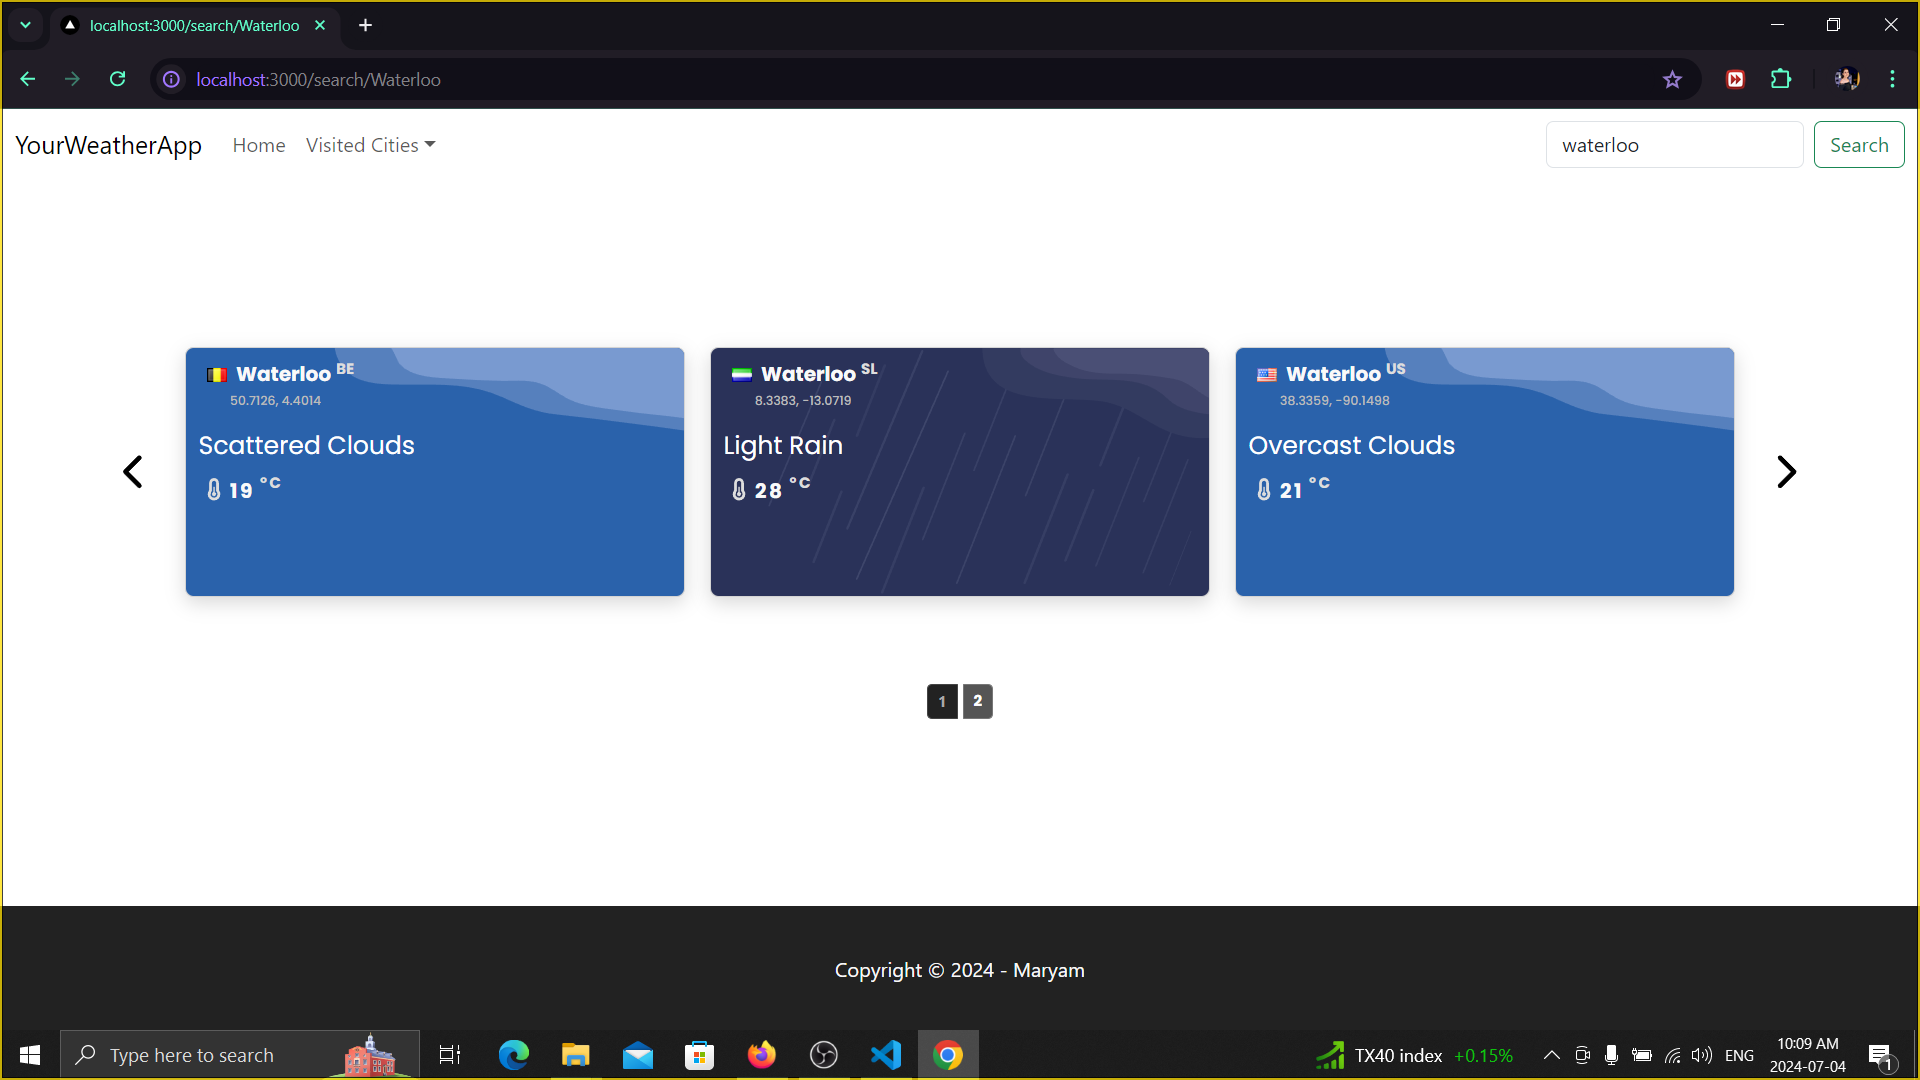 localhost:3000/search/Waterloo
localhost:3000/search/Waterloo
YourWeatherApp Home Visited Cities waterloo Search
Waterloo BE
50.7126, 4.4014
Scattered Clouds
19 °C
Waterloo SL
8.3383, -13.0719
Light Rain
28 °C
Waterloo US
38.3359, -90.1498
Overcast Clouds
21 °C
1 2
Copyright © 2024 - Maryam
Type here to search
TX40 index +0.15%
ENG
10:09 AM
2024-07-04
1